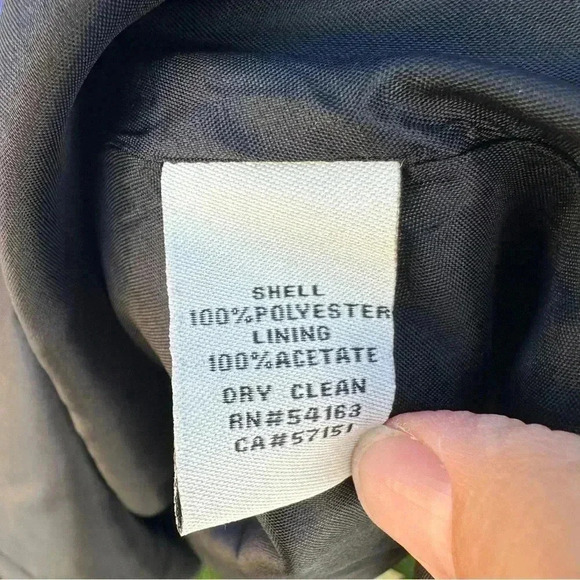 SHELL
100%POLYESTER
LINING
100%ACETATE
DRY CLEAN
RN#54163
CA#57151